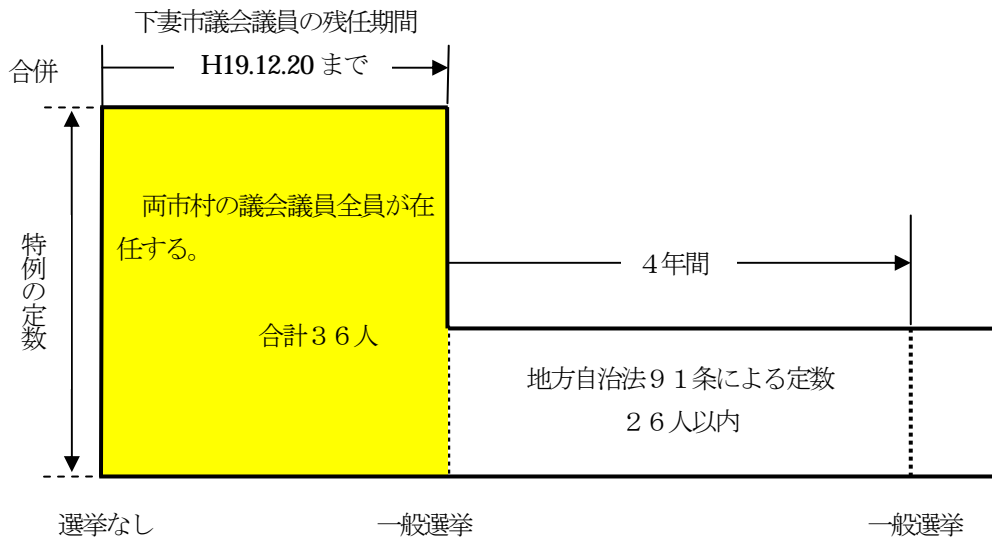 下妻市議会議員の残任期間
合併
H19.12.20 まで
両市村の議会議員全員が在
任する。
特例の定数
４年間
合計３６人
地方自治法９１条による定数
２６人以内
選挙なし
一般選挙
一般選挙